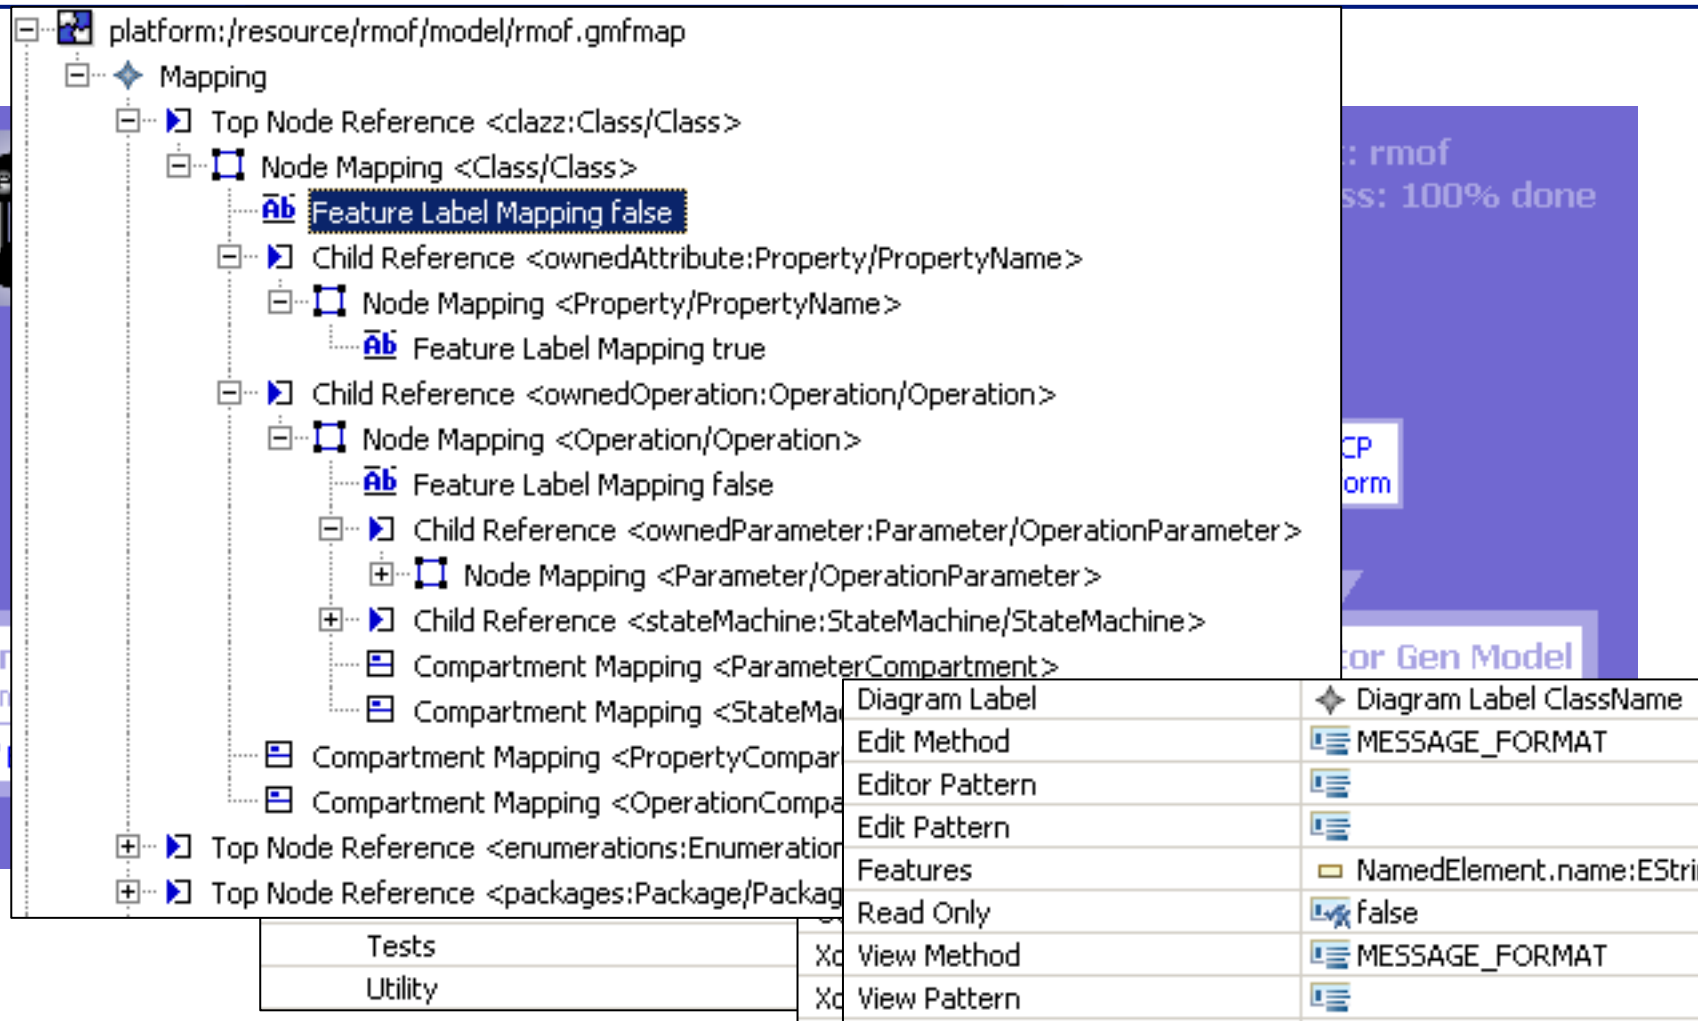 platform:/resource/rmof/model/rmof.gmfmap
Mapping
Top Node Reference <clazz:Class/Class>
Node Mapping <Class/Class>
Feature Label Mapping false
Child Reference <ownedAttribute:Property/PropertyName>
Node Mapping <Property/PropertyName>
Feature Label Mapping true
Child Reference <ownedOperation:Operation/Operation>
Node Mapping <Operation/Operation>
Feature Label Mapping false
Child Reference <ownedParameter:Parameter/OperationParameter>
Node Mapping <Parameter/OperationParameter>
Child Reference <stateMachine:StateMachine/StateMachine>
Compartment Mapping <ParameterCompartment>
Compartment Mapping <StateMa
Compartment Mapping <PropertyCompar
Compartment Mapping <OperationCompa
Top Node Reference <enumerations:Enumeration
Top Node Reference <packages:Package/Packag
: rmof
ss: 100% done
CP
orm
tor Gen Model
Diagram Label Diagram Label ClassName
Edit Method MESSAGE_FORMAT
Editor Pattern
Edit Pattern
Features NamedElement.name:EStri
Read Only false
View Method MESSAGE_FORMAT
View Pattern
Tests
Utility
Xc
Xc